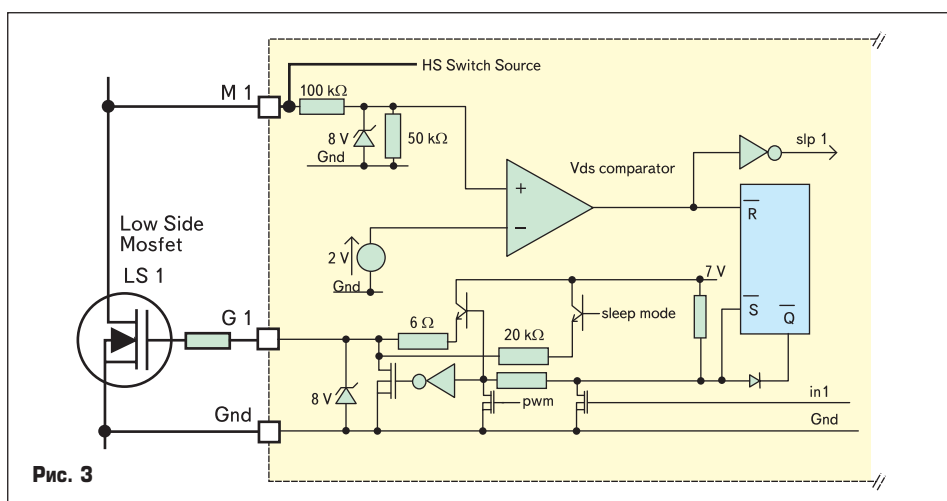 HS Switch Source
M 1
100 kΩ
8 V
50 kΩ
Gnd
Vds comparator
slp 1
+
−
R
S
Q
Low Side
Mosfet
LS 1
2 V
Gnd
7 V
G 1
6 Ω
20 kΩ
sleep mode
8 V
pwm
in1
Gnd
Gnd
Рис. 3